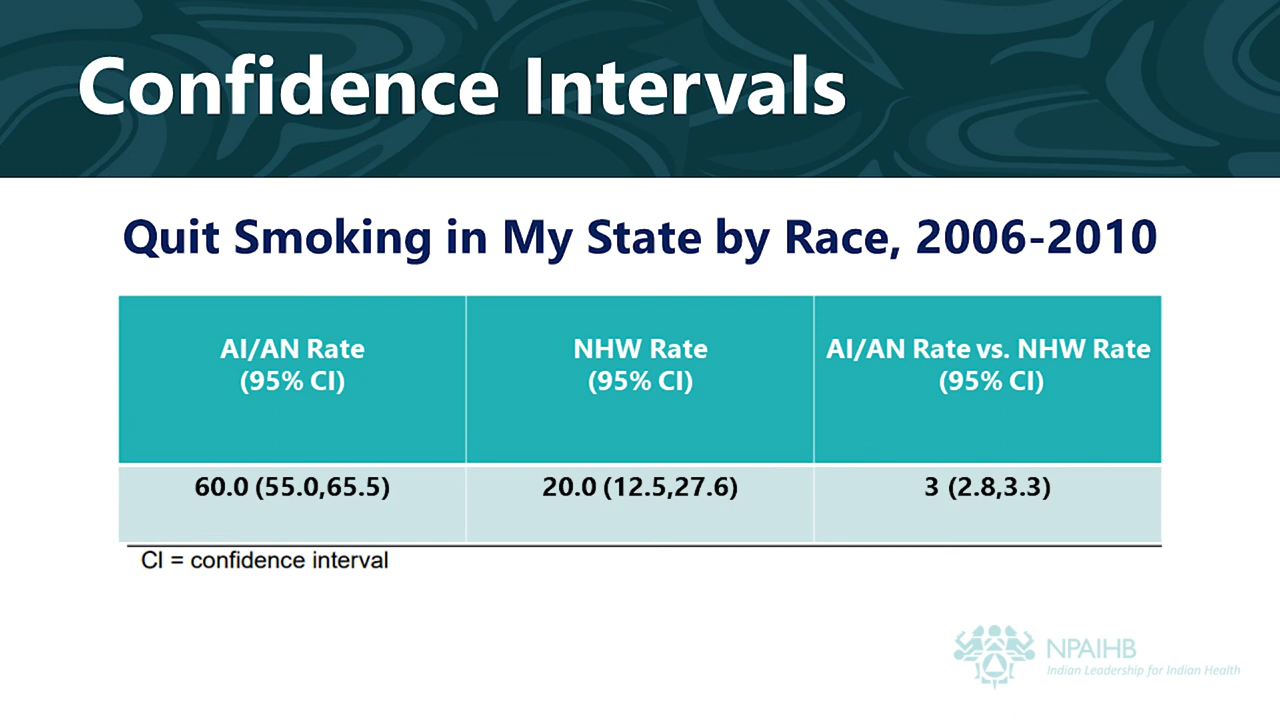 Confidence Intervals
Quit Smoking in My State by Race, 2006-2010
AI/AN Rate
(95% CI)
NHW Rate
(95% CI)
AI/AN Rate vs. NHW Rate
(95% CI)
60.0 (55.0,65.5)
20.0 (12.5,27.6)
3 (2.8,3.3)
CI = confidence interval
NPAIHB
Indian Leadership for Indian Health